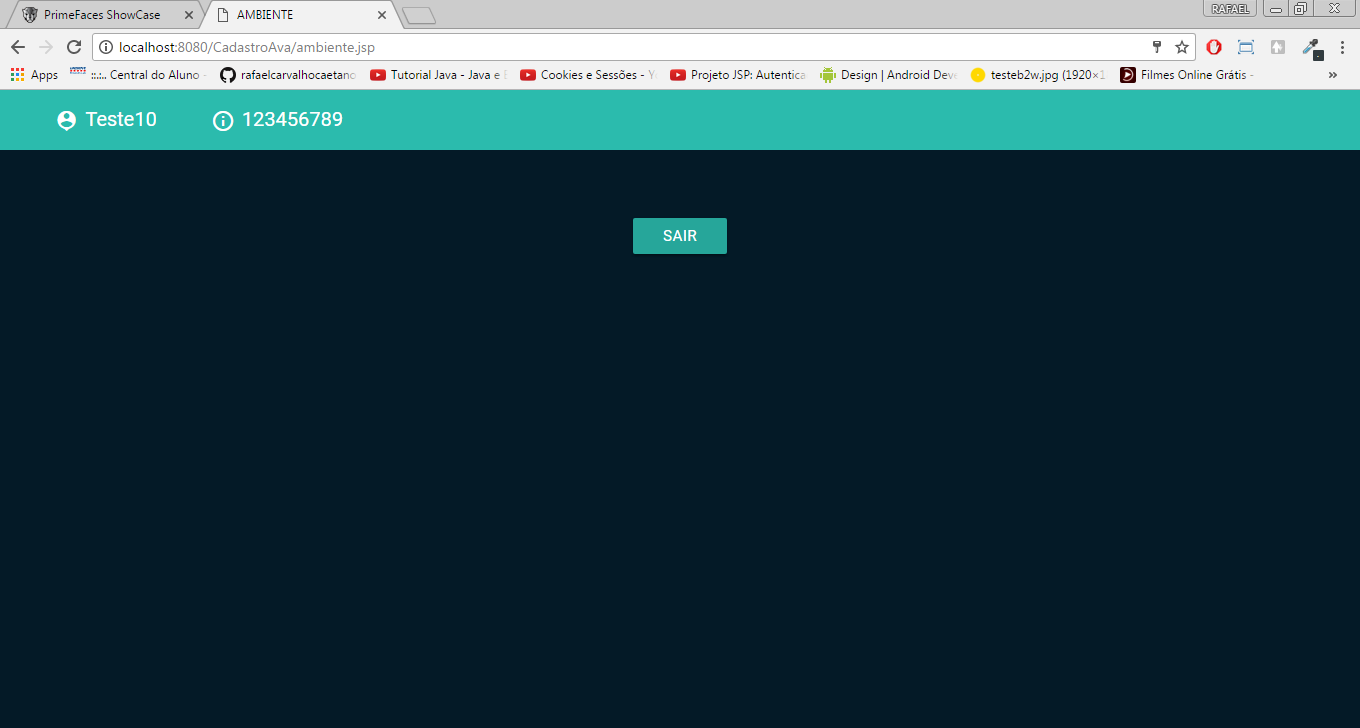 PrimeFaces ShowCase
AMBIENTE
RAFAEL
localhost:8080/CadastroAva/ambiente.jsp
Apps
::.:.. Central do Aluno -
rafaelcarvalhocaetano
Tutorial Java - Java e E
Cookies e Sessões - Y
Projeto JSP: Autentica
Design | Android Deve
testeb2w.jpg (1920×1
Filmes Online Grátis -
»
Teste10
123456789
SAIR